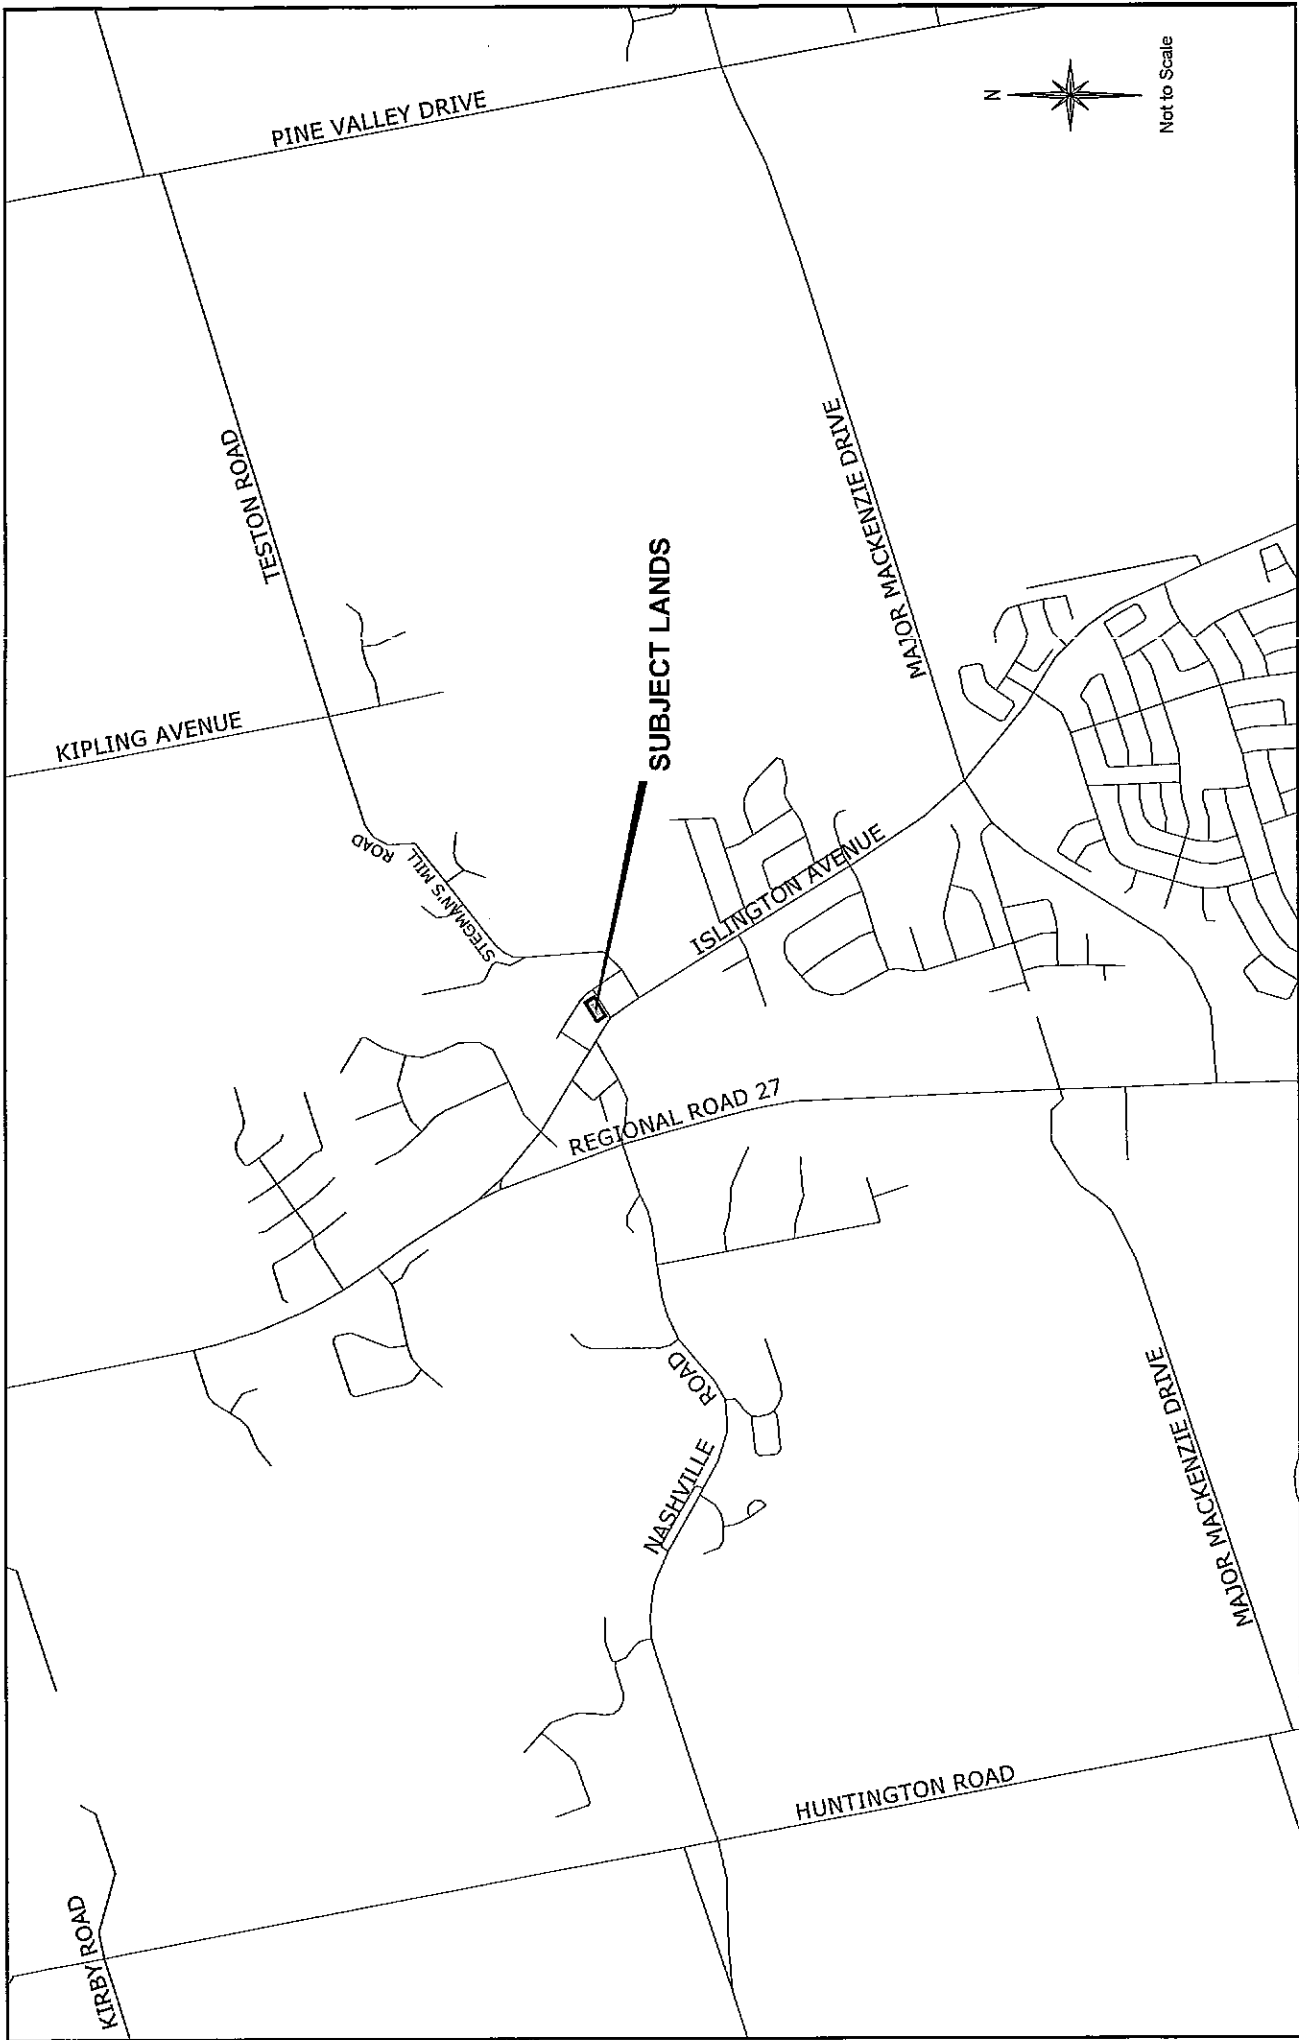 KIRBY ROAD
HUNTINGTON ROAD
NASHVILLE
ROAD
MAJOR MACKENZIE DRIVE
REGIONAL ROAD 27
ISLINGTON AVENUE
STEGMAN'S MILL
ROAD
KIPLING AVENUE
SUBJECT LANDS
TESTON ROAD
MAJOR MACKENZIE DRIVE
PINE VALLEY DRIVE
N
Not to Scale